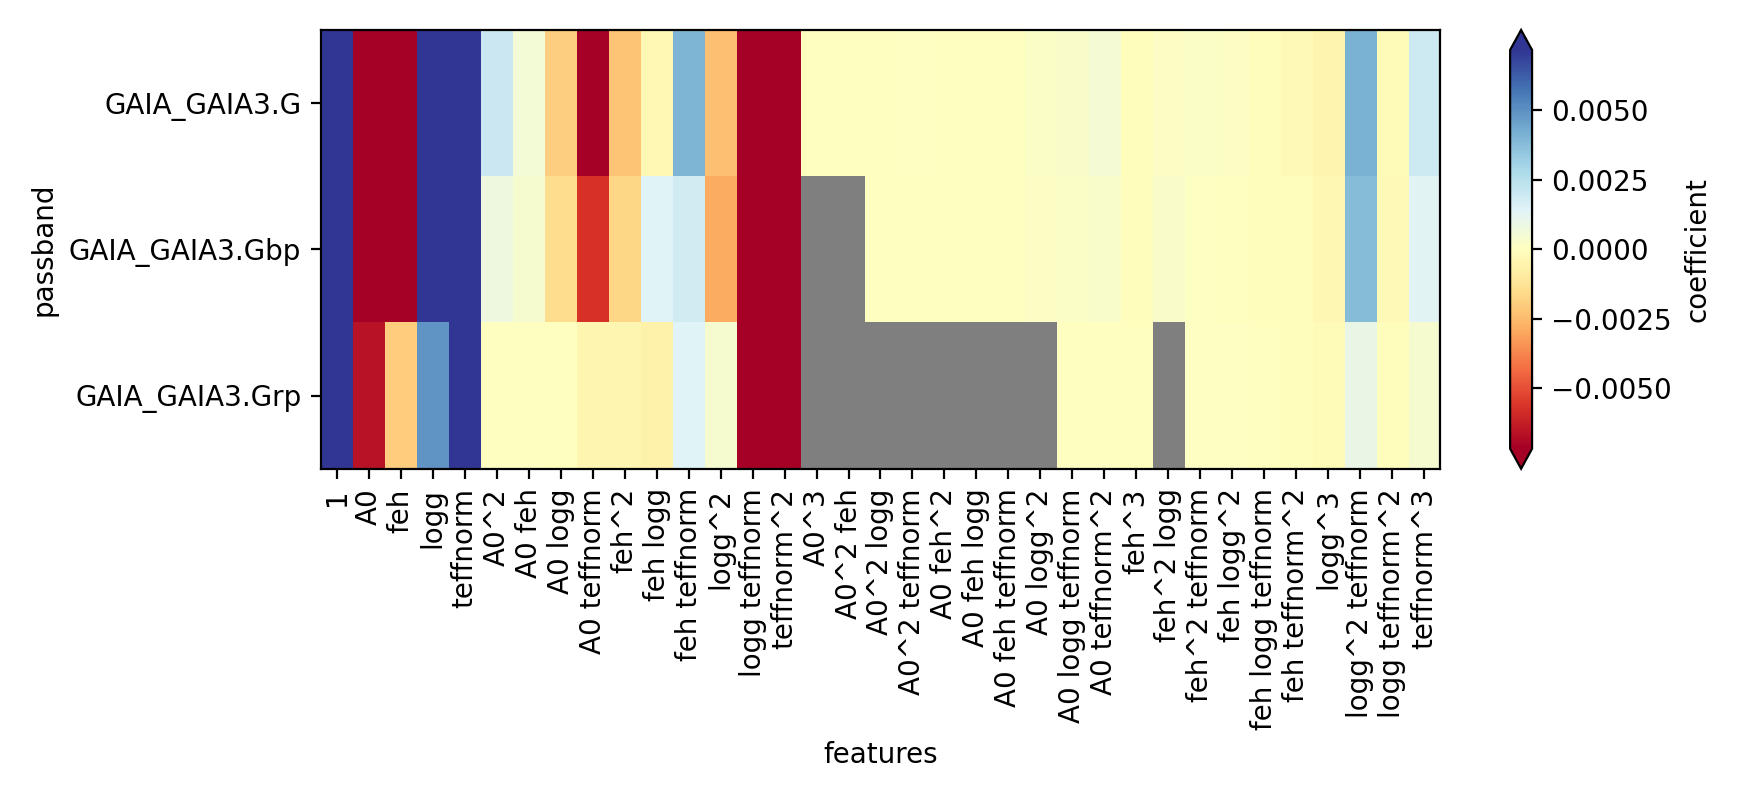 GAIA_GAIA3.G
GAIA_GAIA3.Gbp
GAIA_GAIA3.Grp
passband
1
A0
feh
logg
teffnorm
A0^2
A0 feh
A0 logg
A0 teffnorm
feh^2
feh logg
feh teffnorm
logg^2
logg teffnorm
teffnorm^2
A0^3
A0^2 feh
A0^2 logg
A0^2 teffnorm
A0 feh^2
A0 feh logg
A0 feh teffnorm
A0 logg^2
A0 logg teffnorm
A0 teffnorm^2
feh^3
feh^2 logg
feh^2 teffnorm
feh logg^2
feh logg teffnorm
feh teffnorm^2
logg^3
logg^2 teffnorm
logg teffnorm^2
teffnorm^3
features
0.0050
0.0025
0.0000
−0.0025
−0.0050
coefficient